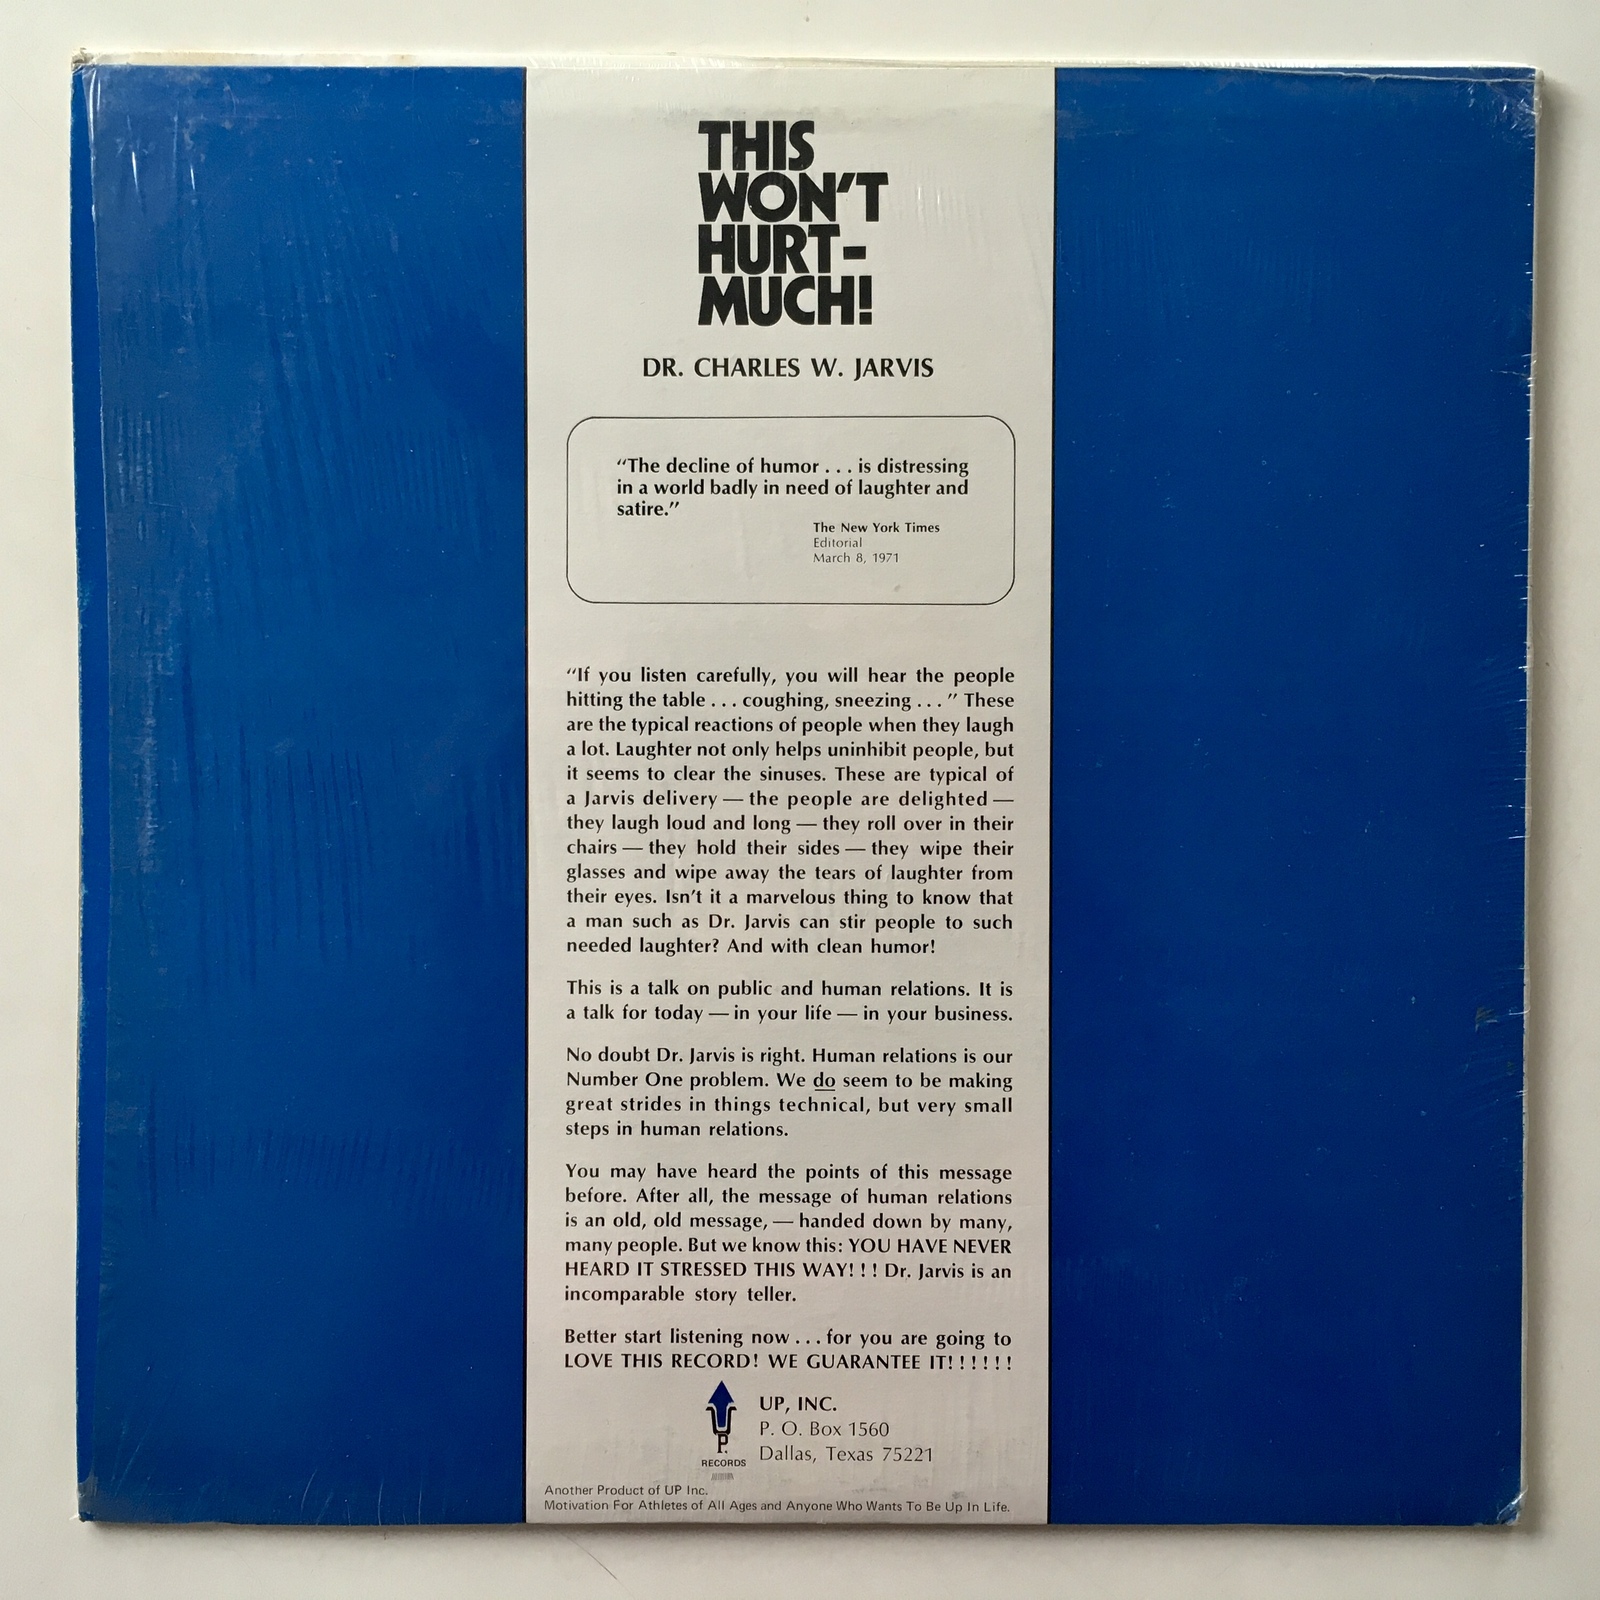 THIS
WON'T
HURT-
MUCH!
DR. CHARLES W. JARVIS
“The decline of humor . . . is distressing
in a world badly in need of laughter and
satire.”
The New York Times
Editorial
March 8, 1971
“If you listen carefully, you will hear the people
hitting the table . . . coughing, sneezing . . . ” These
are the typical reactions of people when they laugh
a lot. Laughter not only helps uninhibit people, but
it seems to clear the sinuses. These are typical of
a Jarvis delivery — the people are delighted —
they laugh loud and long — they roll over in their
chairs — they hold their sides — they wipe their
glasses and wipe away the tears of laughter from
their eyes. Isn't it a marvelous thing to know that
a man such as Dr. Jarvis can stir people to such
needed laughter? And with clean humor!
This is a talk on public and human relations. It is
a talk for today — in your life — in your business.
No doubt Dr. Jarvis is right. Human relations is our
Number One problem. We do seem to be making
great strides in things technical, but very small
steps in human relations.
You may have heard the points of this message
before. After all, the message of human relations
is an old, old message, — handed down by many,
many people. But we know this: YOU HAVE NEVER
HEARD IT STRESSED THIS WAY! ! ! Dr. Jarvis is an
incomparable story teller.
Better start listening now . . . for you are going to
LOVE THIS RECORD! WE GUARANTEE IT! ! ! ! ! !
UP.
RECORDS
UP, INC.
P. O. Box 1560
Dallas, Texas 75221
Another Product of UP Inc.
Motivation For Athletes of All Ages and Anyone Who Wants To Be Up In Life.